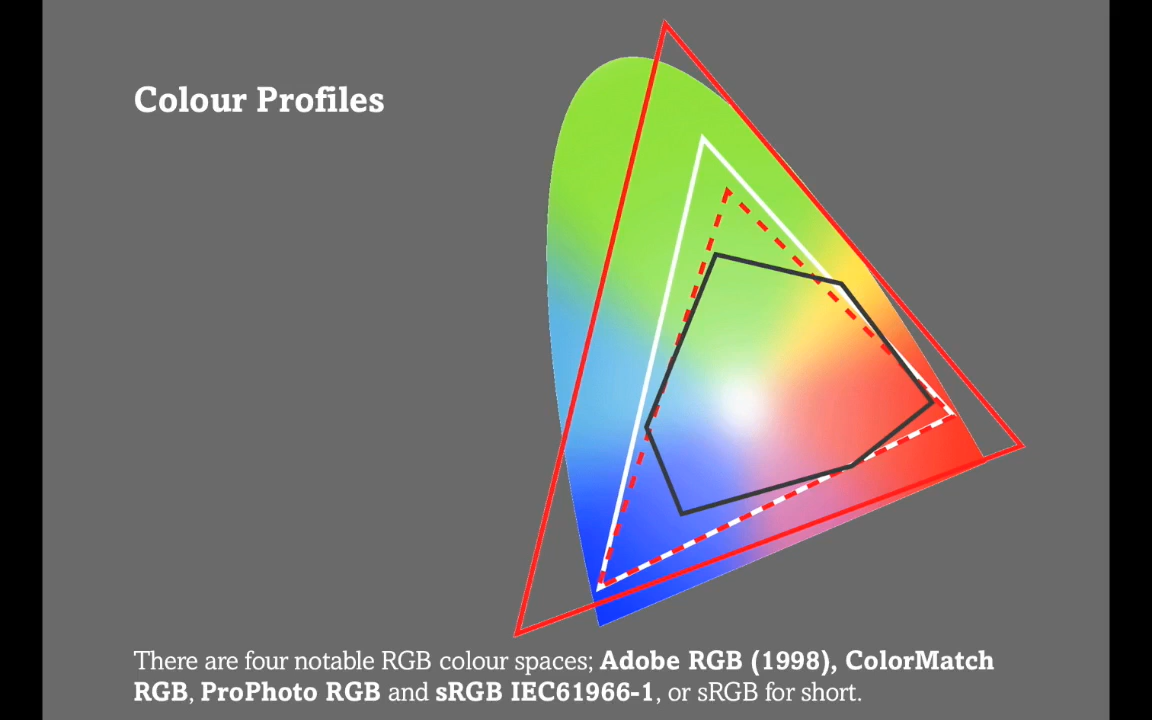 Colour Profiles
There are four notable RGB colour spaces; Adobe RGB (1998), ColorMatch
RGB, ProPhoto RGB and sRGB IEC61966-1, or sRGB for short.